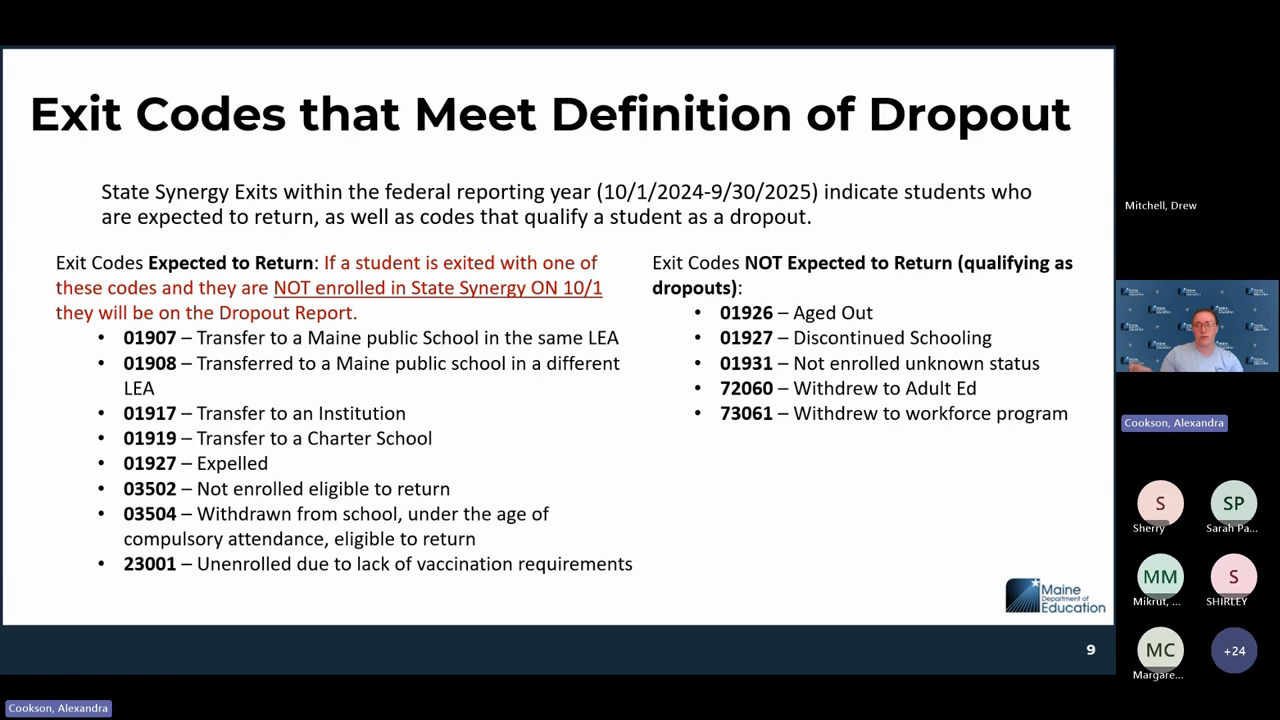 Exit Codes that Meet Definition of Dropout
State Synergy Exits within the federal reporting year (10/1/2024-9/30/2025) indicate students who
are expected to return, as well as codes that qualify a student as a dropout.
Exit Codes Expected to Return: If a student is exited with one of
these codes and they are NOT enrolled in State Synergy ON 10/1
they will be on the Dropout Report.
• 01907 – Transfer to a Maine public School in the same LEA
• 01908 – Transferred to a Maine public school in a different
LEA
• 01917 – Transfer to an Institution
• 01919 – Transfer to a Charter School
• 01927 – Expelled
• 03502 – Not enrolled eligible to return
• 03504 – Withdrawn from school, under the age of
compulsory attendance, eligible to return
• 23001 – Unenrolled due to lack of vaccination requirements
Exit Codes NOT Expected to Return (qualifying as
dropouts):
• 01926 – Aged Out
• 01927 – Discontinued Schooling
• 01931 – Not enrolled unknown status
• 72060 – Withdrew to Adult Ed
• 73061 – Withdrew to workforce program
Maine
Department of
Education
9
Mitchell, Drew
Cookson, Alexandra
S
Sherry
SP
Sarah Pa...
MM
Mikrut, ...
S
SHIRLEY
MC
Margare...
+24
Cookson, Alexandra